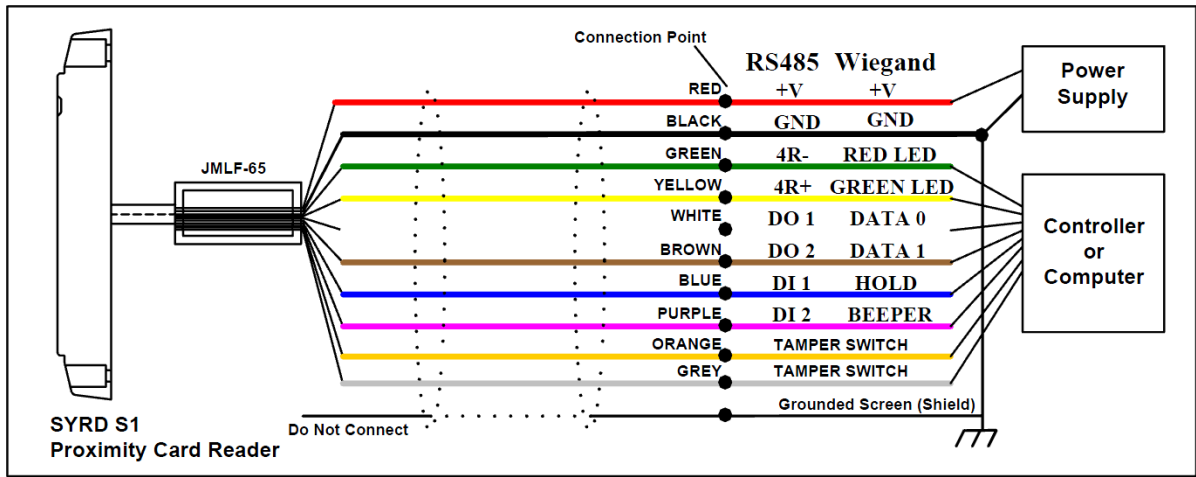 Connection Point
RS485 Wiegand
RED +V +V
BLACK GND GND
GREEN 4R- RED LED
YELLOW 4R+ GREEN LED
WHITE DO 1 DATA 0
BROWN DO 2 DATA 1
BLUE DI 1 HOLD
PURPLE DI 2 BEEPER
ORANGE TAMPER SWITCH
GREY TAMPER SWITCH
Grounded Screen (Shield)
Do Not Connect
JMLF-65
SYRD S1
Proximity Card Reader
Power
Supply
Controller
or
Computer